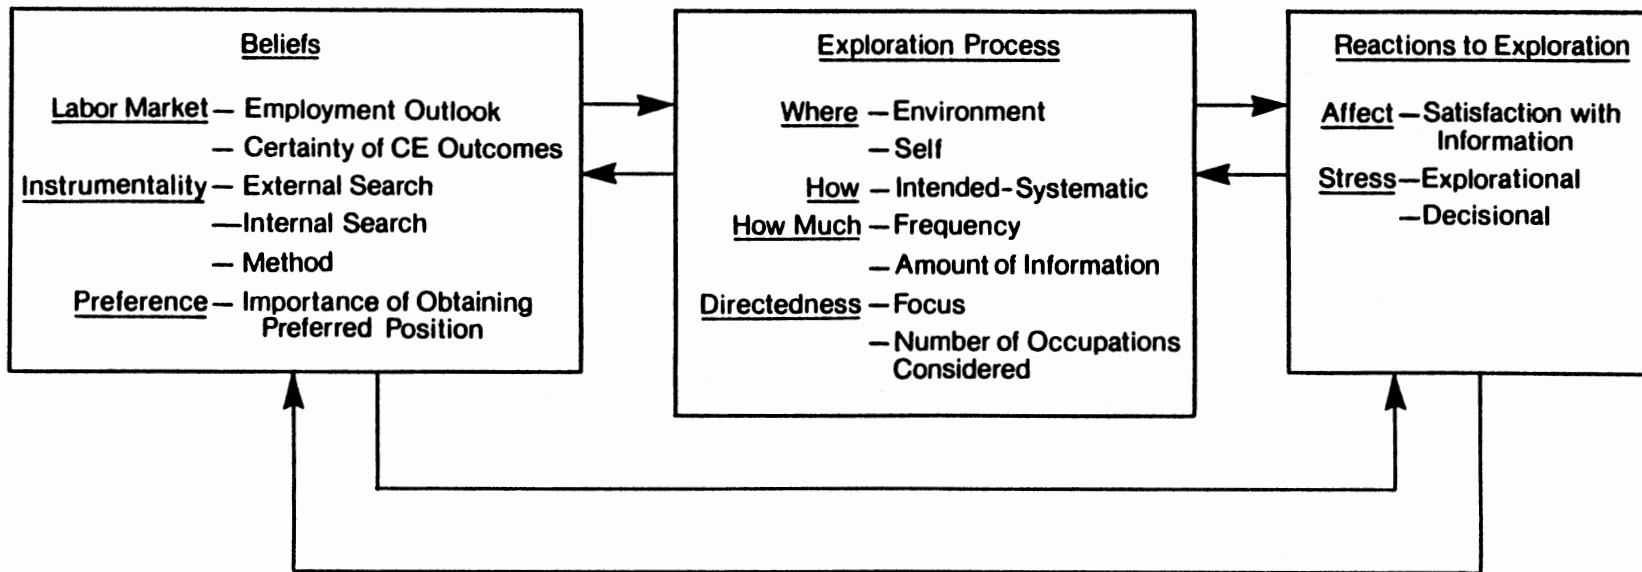 Beliefs
Labor Market — Employment Outlook
— Certainty of CE Outcomes
Instrumentality — External Search
—Internal Search
— Method
Preference — Importance of Obtaining
Preferred Position
Exploration Process
Where — Environment
— Self
How — Intended-Systematic
How Much — Frequency
— Amount of Information
Directedness — Focus
— Number of Occupations
Considered
Reactions to Exploration
Affect — Satisfaction with
Information
Stress — Explorational
—Decisional